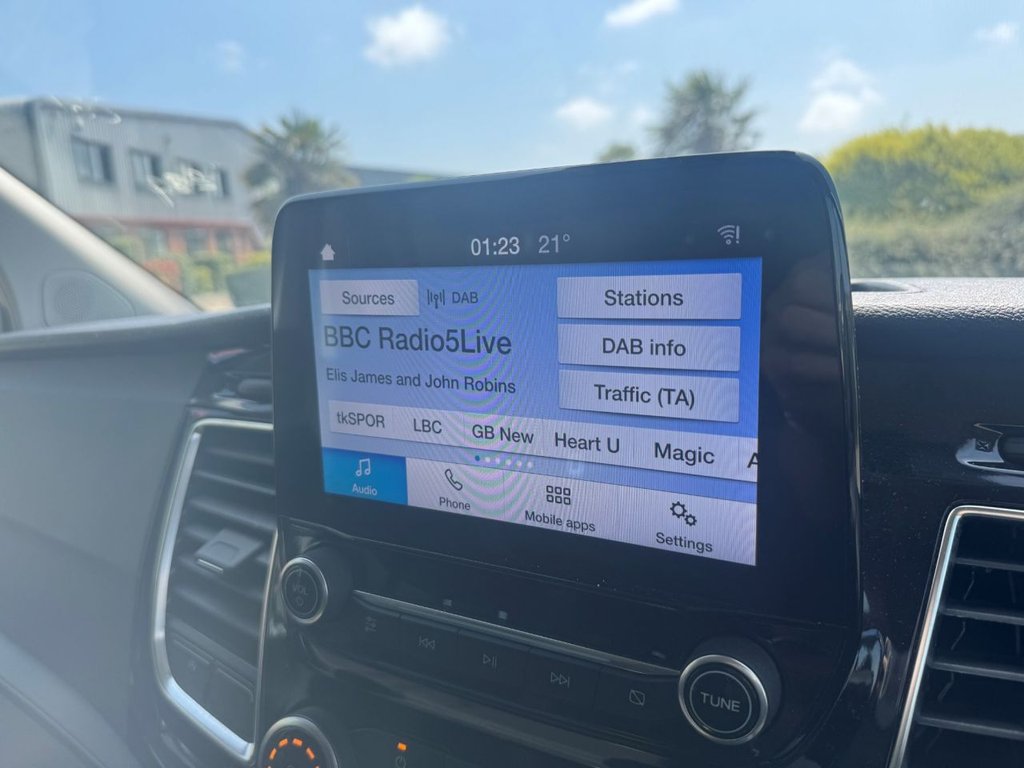 01:23 21°
Sources DAB
Stations
BBC Radio5Live
DAB info
Elis James and John Robins
Traffic (TA)
tkSPOR LBC GB New Heart U Magic A
Audio Phone Mobile apps Settings
VOL
TUNE